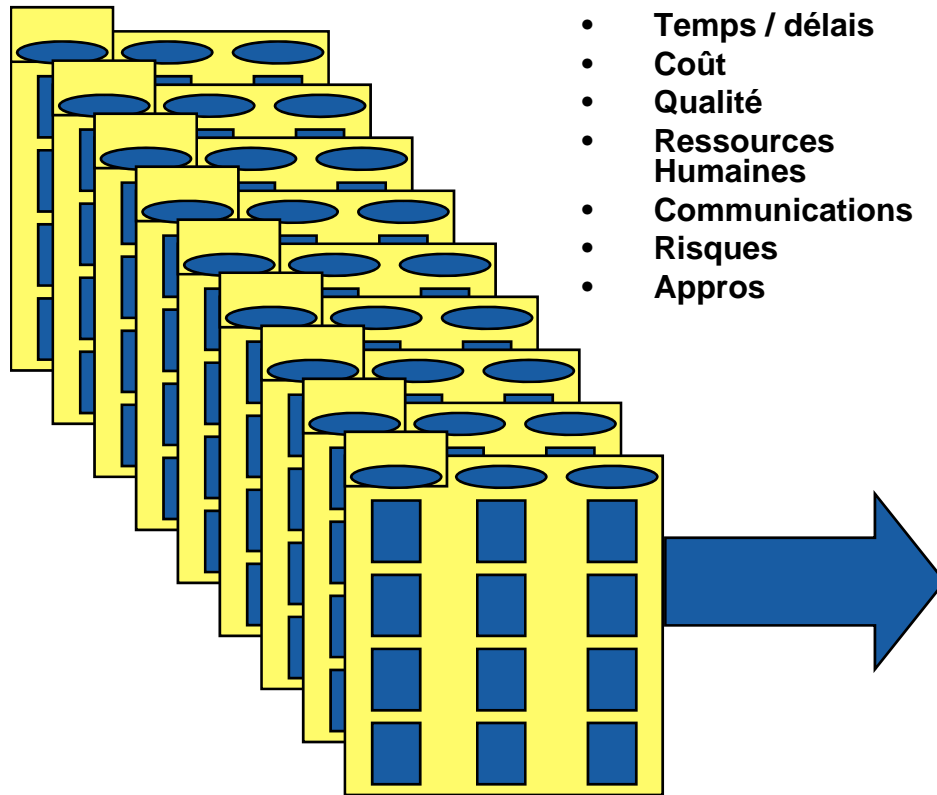 • Temps / délais
• Coût
• Qualité
• Ressources
Humaines
• Communications
• Risques
• Appros